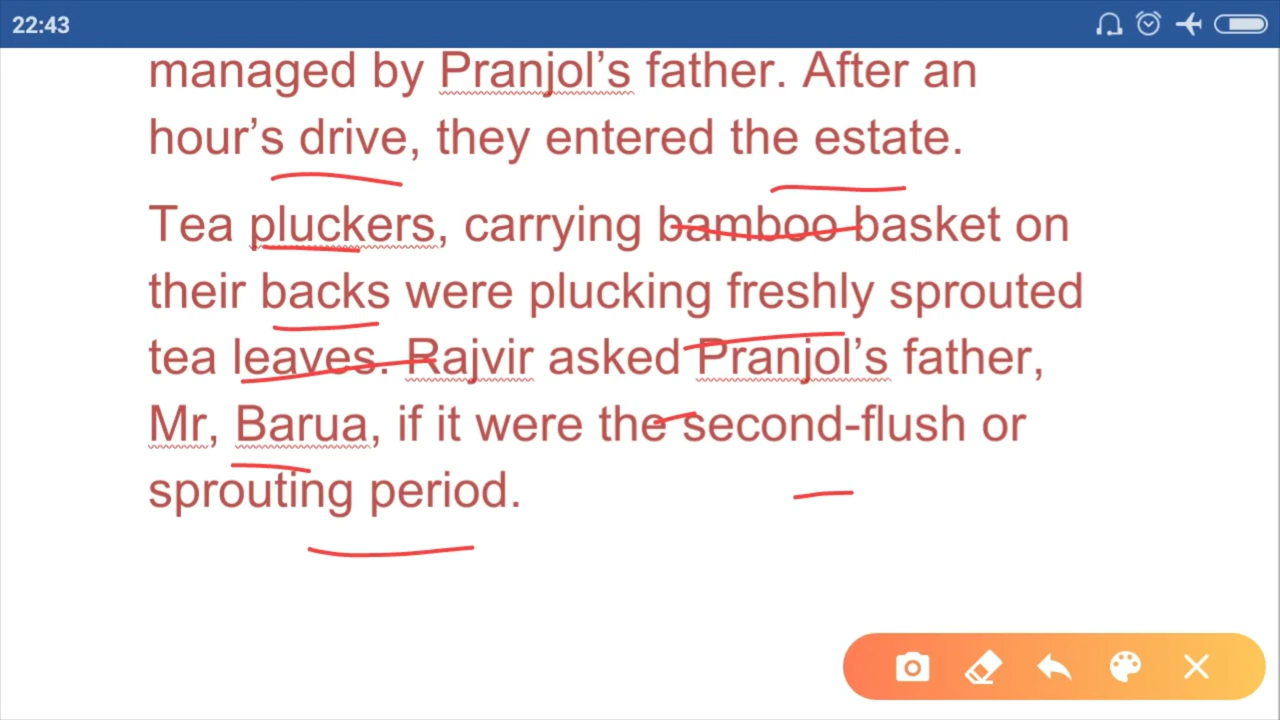 22:43
managed by Pranjol’s father. After an
hour’s drive, they entered the estate.
Tea pluckers, carrying bamboo basket on
their backs were plucking freshly sprouted
tea leaves. Rajvir asked Pranjol’s father,
Mr, Barua, if it were the second-flush or
sprouting period.